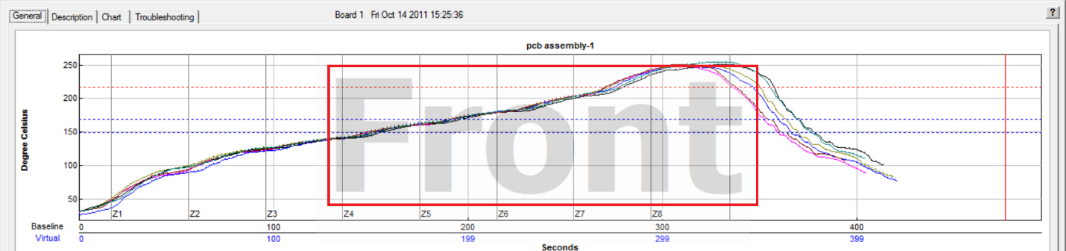 General Description Chart Troubleshooting Board 1 Fri Oct 14 2011 15:25:36 ?
pcb assembly-1
250
200
150
100
50
Degree Celsius
Front
Z1 Z2 Z3 Z4 Z5 Z6 Z7 Z8
Baseline 0 100 200 300 400
Virtual 0 100 199 299 399
Seconds